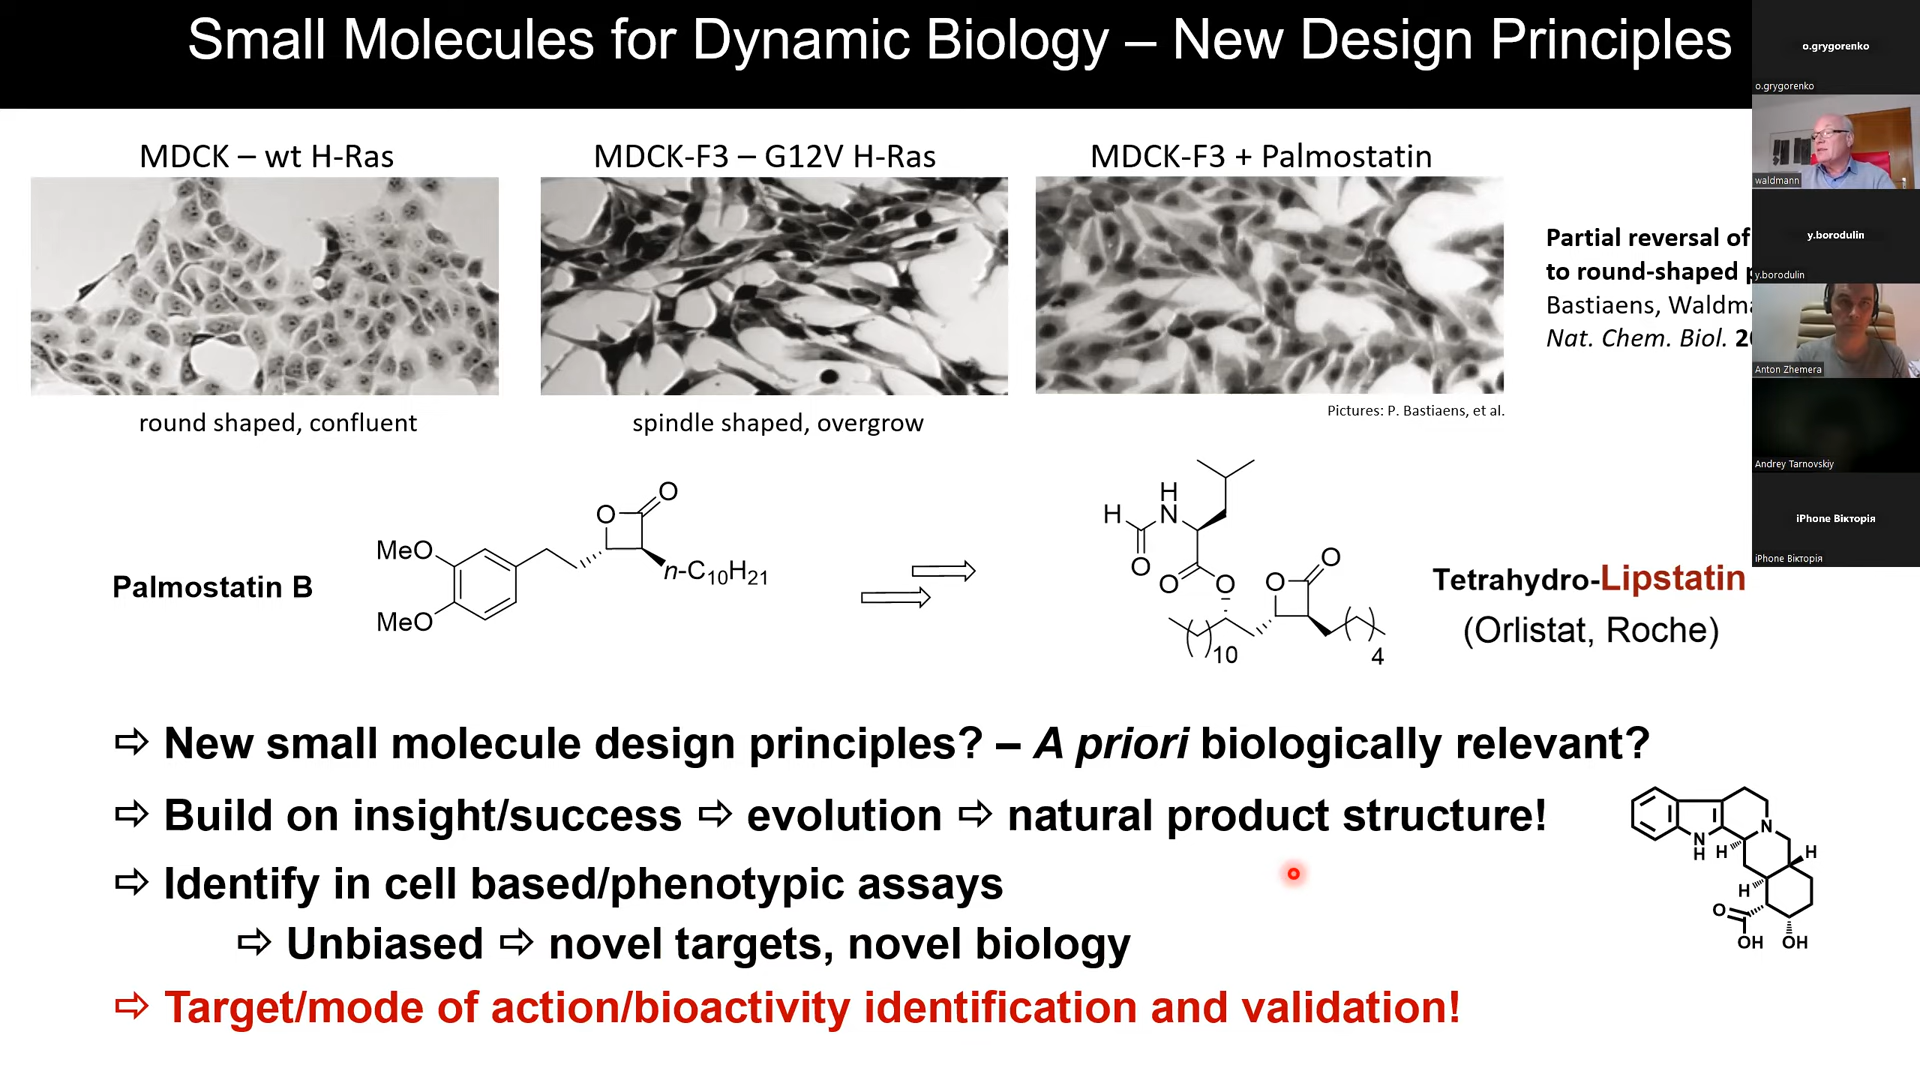 Small Molecules for Dynamic Biology – New Design Principles
MDCK – wt H-Ras
MDCK-F3 – G12V H-Ras
MDCK-F3 + Palmostatin
round shaped, confluent
spindle shaped, overgrow
Pictures: P. Bastiaens, et al.
Partial reversal of
to round-shaped
Bastiaens,
Nat. Chem. Biol.
Palmostatin B
MeO
MeO
O
O
n-C10H21
H
N
H
O
O
O
O
O
10
4
Tetrahydro-Lipstatin
(Orlistat, Roche)
⇨ New small molecule design principles? – A priori biologically relevant?
⇨ Build on insight/success ⇨ evolution ⇨ natural product structure!
⇨ Identify in cell based/phenotypic assays
⇨ Unbiased ⇨ novel targets, novel biology
⇨ Target/mode of action/bioactivity identification and validation!
N
H
H
N
H
H
O
OH
OH
o.grygorenko
o.grygorenko
waldmann
y.borodulin
y.borodulin
Anton Zhemera
Andrey Tarnovskiy
iPhone Вікторія
iPhone Вікторія